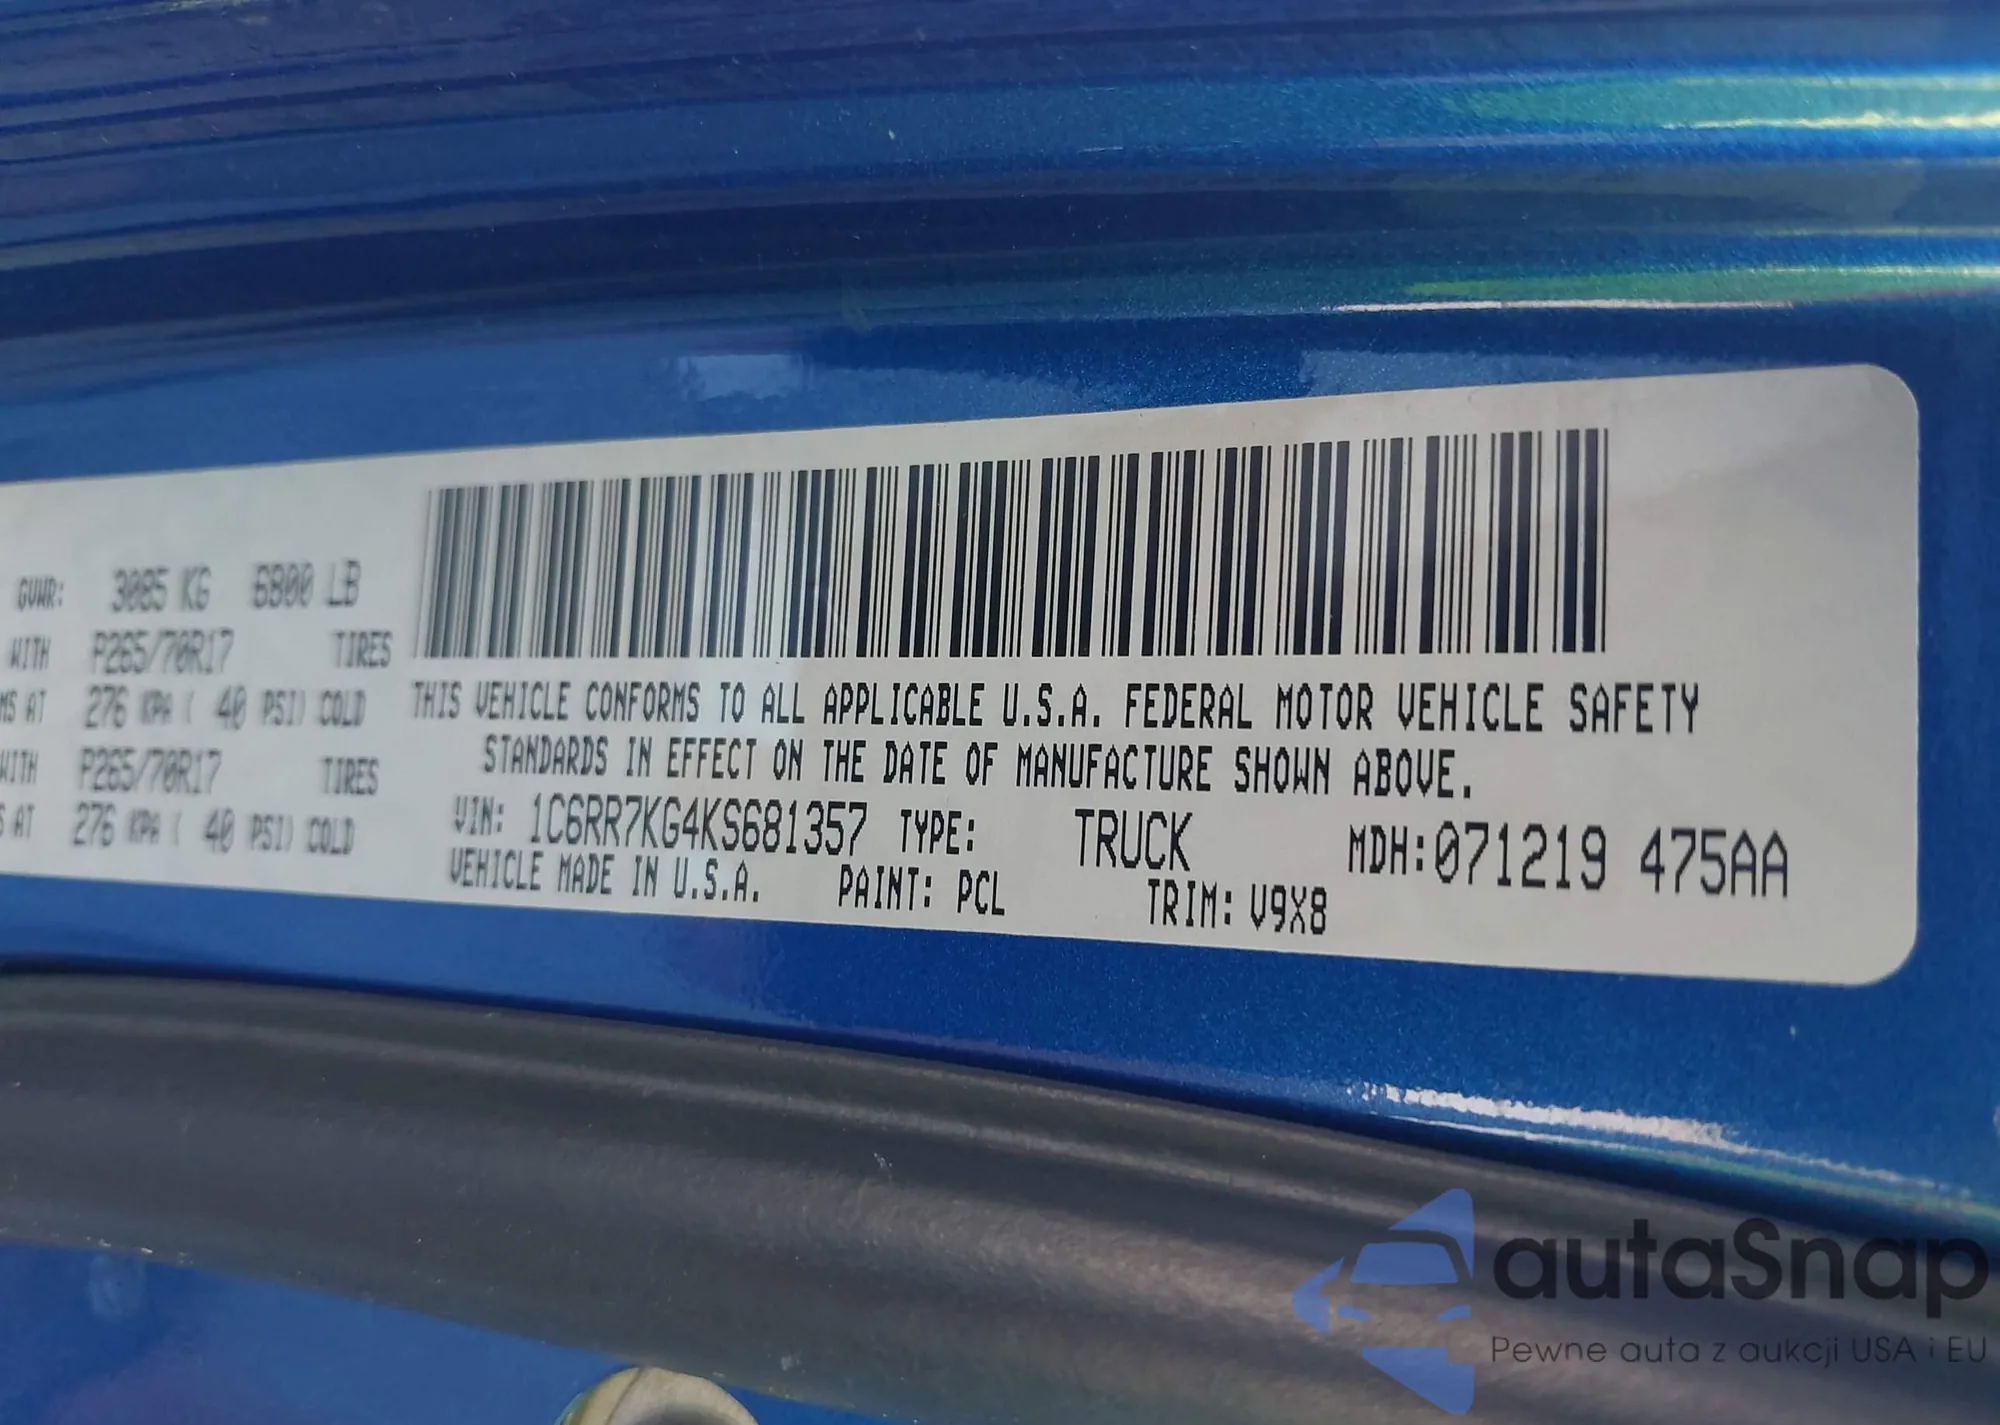 GVWR: 3085 KG 6800 LB
WITH P265/70R17 TIRES
MS AT 276 KPA ( 40 PSI) COLD
WITH P265/70R17 TIRES
S AT 276 KPA ( 40 PSI) COLD
THIS VEHICLE CONFORMS TO ALL APPLICABLE U.S.A. FEDERAL MOTOR VEHICLE SAFETY
STANDARDS IN EFFECT ON THE DATE OF MANUFACTURE SHOWN ABOVE.
VIN: 1C6RR7KG4KS681357 TYPE: TRUCK MDH:071219 475AA
VEHICLE MADE IN U.S.A. PAINT: PCL TRIM: V9X8
autaSnap
Pewne auta z aukcji USA i EU